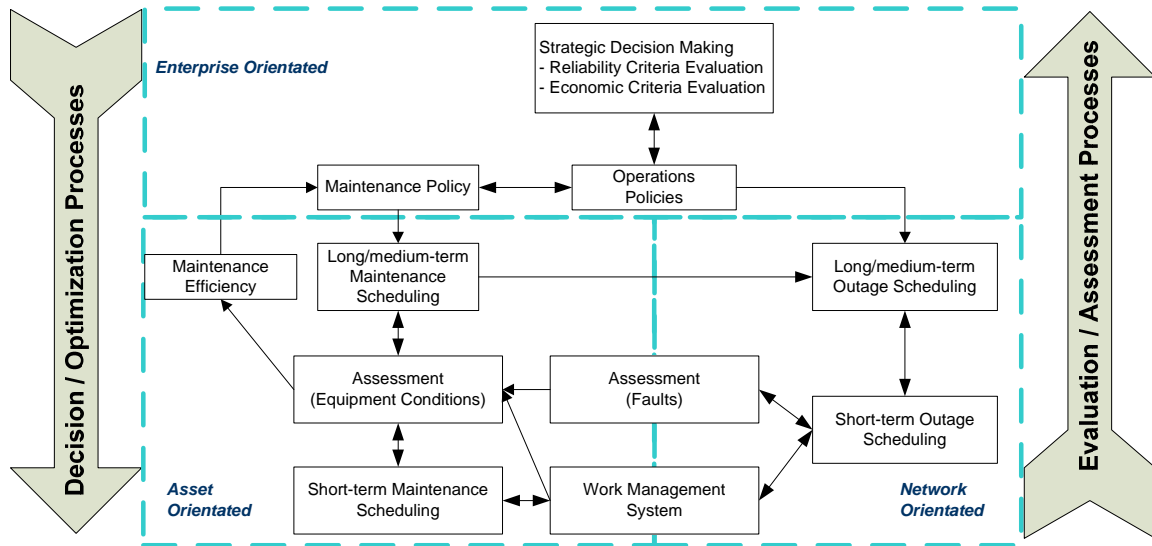 Decision / Optimization Processes
Enterprise Orientated
Strategic Decision Making
- Reliability Criteria Evaluation
- Economic Criteria Evaluation
Maintenance Policy
Operations
Policies
Maintenance
Efficiency
Long/medium-term
Maintenance
Scheduling
Long/medium-term
Outage Scheduling
Assessment
(Equipment Conditions)
Assessment
(Faults)
Short-term Outage
Scheduling
Asset
Orientated
Short-term Maintenance
Scheduling
Work Management
System
Network
Orientated
Evaluation / Assessment Processes